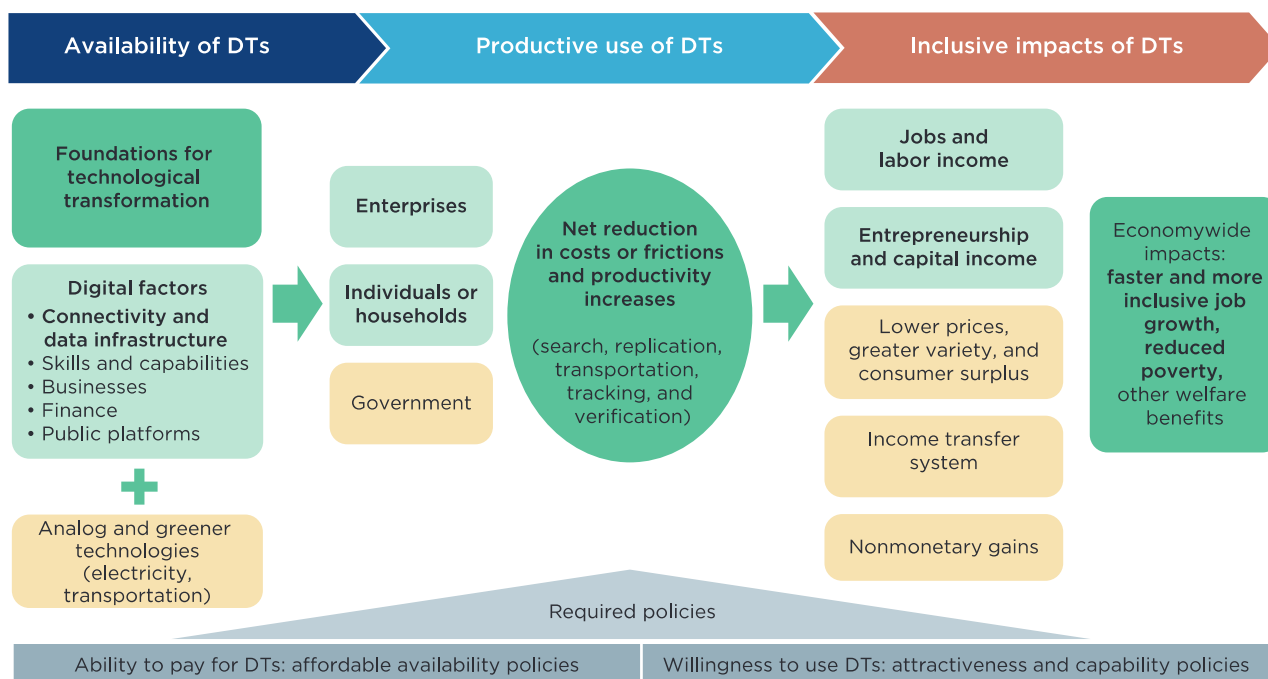 Availability of DTs
Productive use of DTs
Inclusive impacts of DTs
Foundations for
technological
transformation
Digital factors
• Connectivity and
data infrastructure
• Skills and capabilities
• Businesses
• Finance
• Public platforms
Analog and greener
technologies
(electricity,
transportation)
Enterprises
Individuals or
households
Government
Net reduction
in costs or frictions
and productivity
increases
(search, replication,
transportation,
tracking, and
verification)
Jobs and
labor income
Entrepreneurship
and capital income
Lower prices,
greater variety, and
consumer surplus
Income transfer
system
Nonmonetary gains
Economywide
impacts:
faster and more
inclusive job
growth,
reduced
poverty,
other welfare
benefits
Required policies
Ability to pay for DTs: affordable availability policies
Willingness to use DTs: attractiveness and capability policies